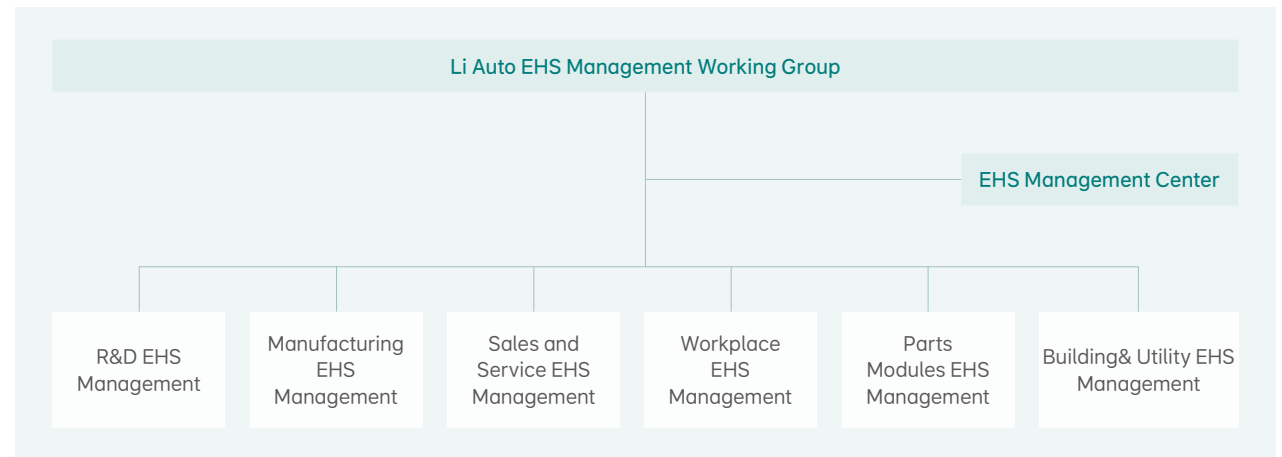 Li Auto EHS Management Working Group
EHS Management Center
R&D EHS
Management
Manufacturing
EHS
Management
Sales and
Service EHS
Management
Workplace
EHS
Management
Parts
Modules EHS
Management
Building& Utility EHS
Management